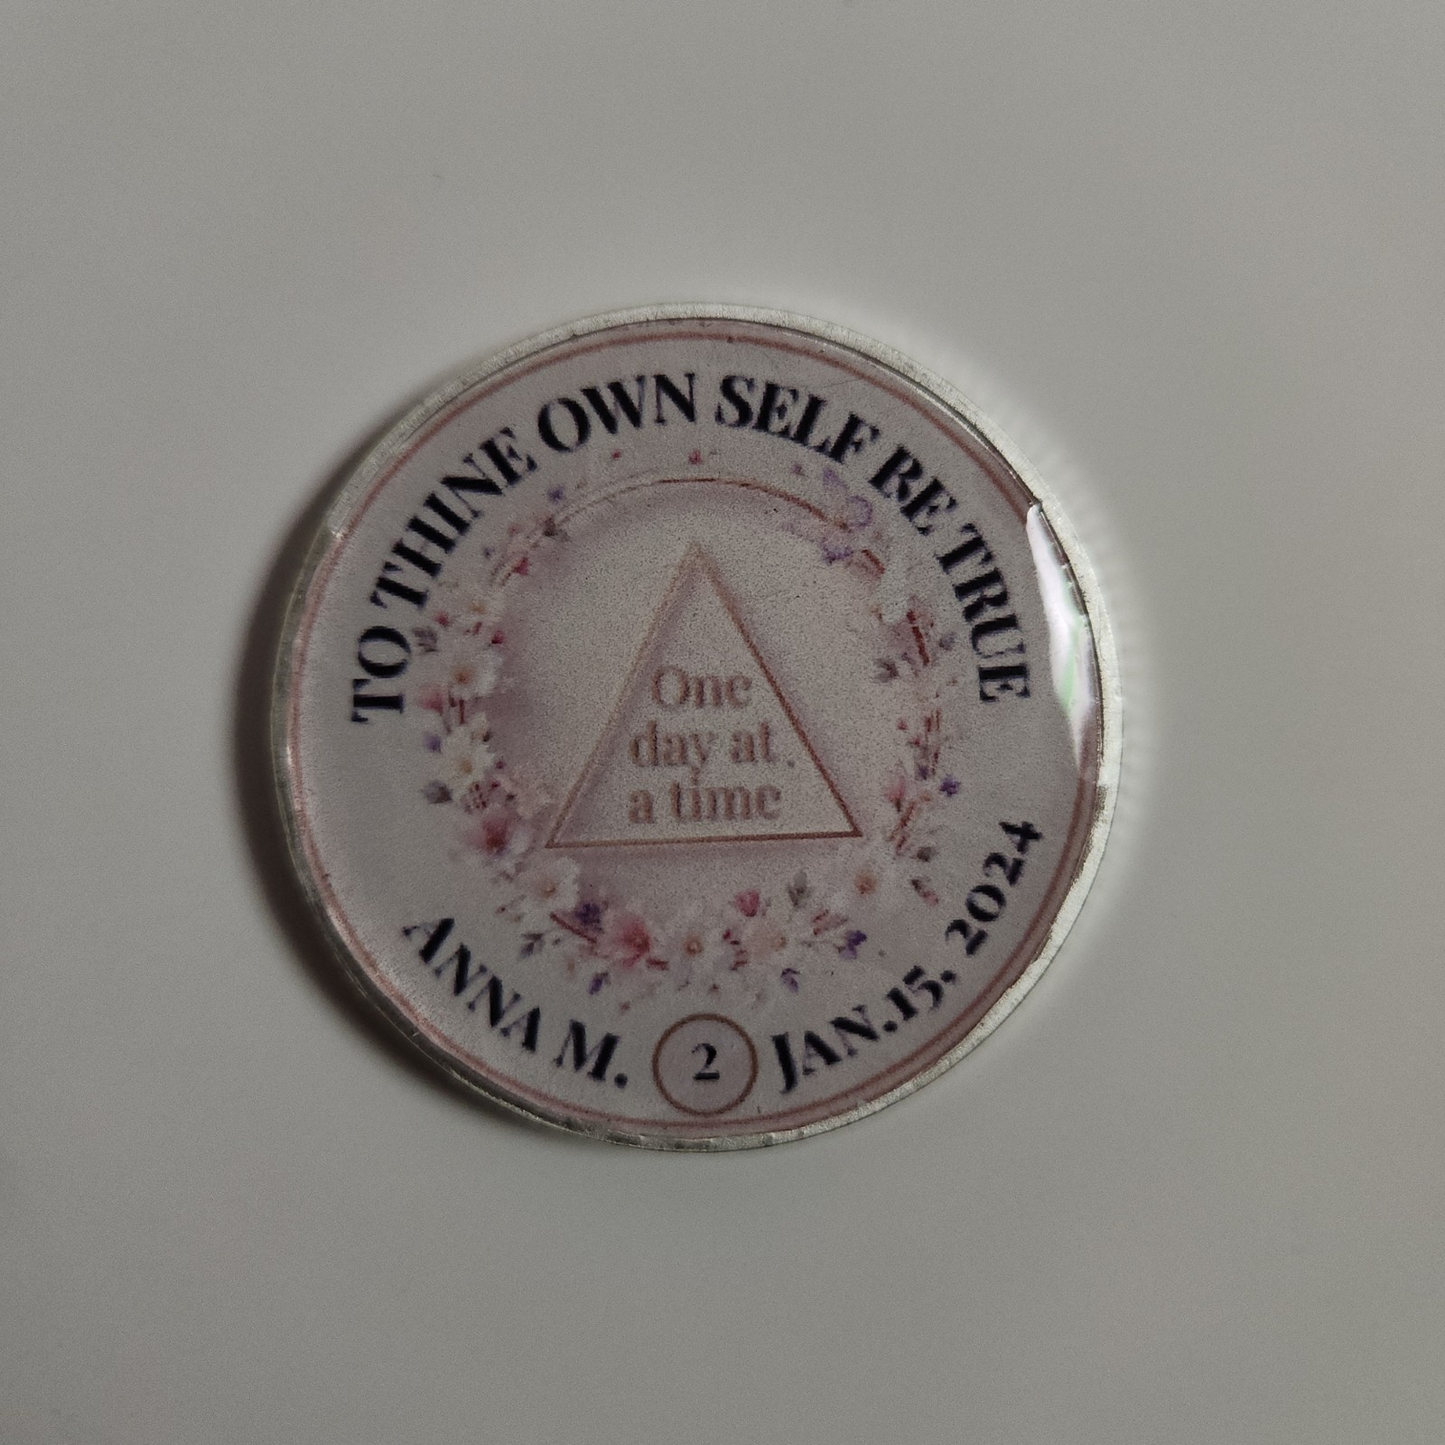 TO THINE OWN SELF BE TRUE
One
day at
a time
ANNA M.
2
JAN.15, 2024